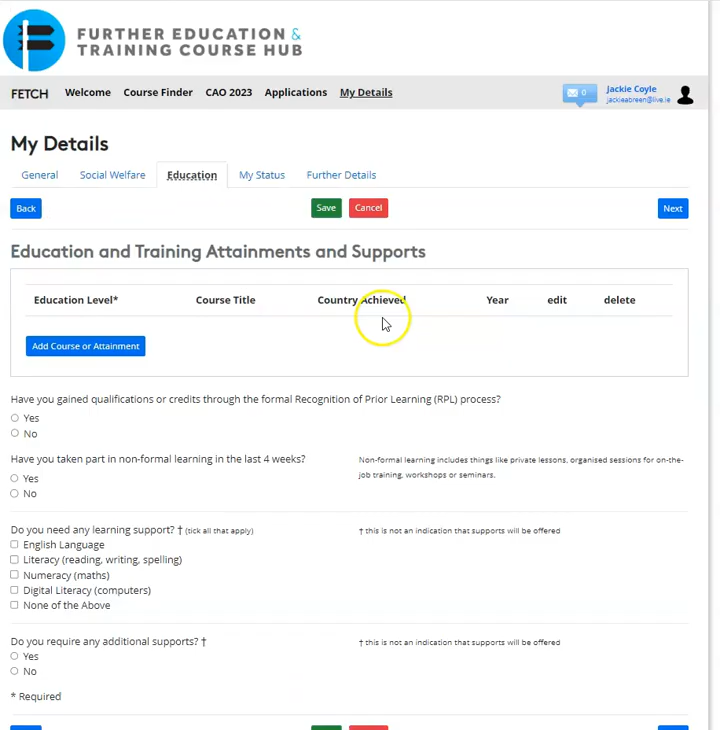 FURTHER EDUCATION &
TRAINING COURSE HUB
FETCH Welcome Course Finder CAO 2023 Applications My Details 0 Jackie Coyle
jackieabreen@live.ie
My Details
General Social Welfare Education My Status Further Details
Back Save Cancel Next
Education and Training Attainments and Supports
Education Level* Course Title Country Achieved Year edit delete
Add Course or Attainment
Have you gained qualifications or credits through the formal Recognition of Prior Learning (RPL) process?
Yes
No
Have you taken part in non-formal learning in the last 4 weeks? Non-formal learning includes things like private lessons, organised sessions for on-the-
job training, workshops or seminars.
Yes
No
Do you need any learning support? † (tick all that apply) † this is not an indication that supports will be offered
English Language
Literacy (reading, writing, spelling)
Numeracy (maths)
Digital Literacy (computers)
None of the Above
Do you require any additional supports? † † this is not an indication that supports will be offered
Yes
No
* Required